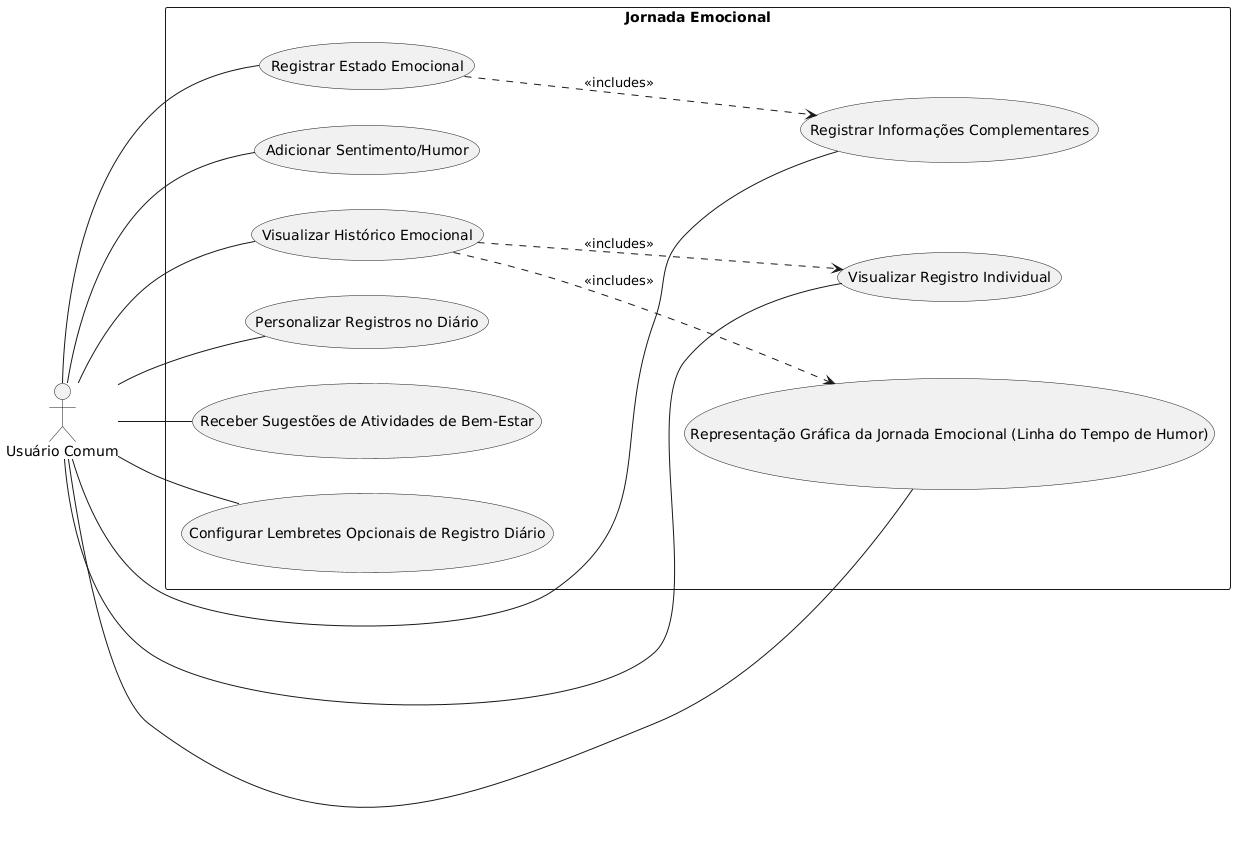 Jornada Emocional
Registrar Estado Emocional
«includes»
Registrar Informações Complementares
Adicionar Sentimento/Humor
Visualizar Histórico Emocional
«includes»
Visualizar Registro Individual
«includes»
Personalizar Registros no Diário
Receber Sugestões de Atividades de Bem-Estar
Representação Gráfica da Jornada Emocional (Linha do Tempo de Humor)
Usuário Comum
Configurar Lembretes Opcionais de Registro Diário